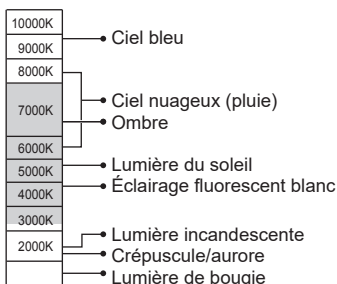 10000K
9000K
Ciel bleu
8000K
7000K
Ciel nuageux (pluie)
Ombre
6000K
5000K
Lumière du soleil
4000K
Éclairage fluorescent blanc
3000K
2000K
Lumière incandescente
Crépuscule/aurore
Lumière de bougie